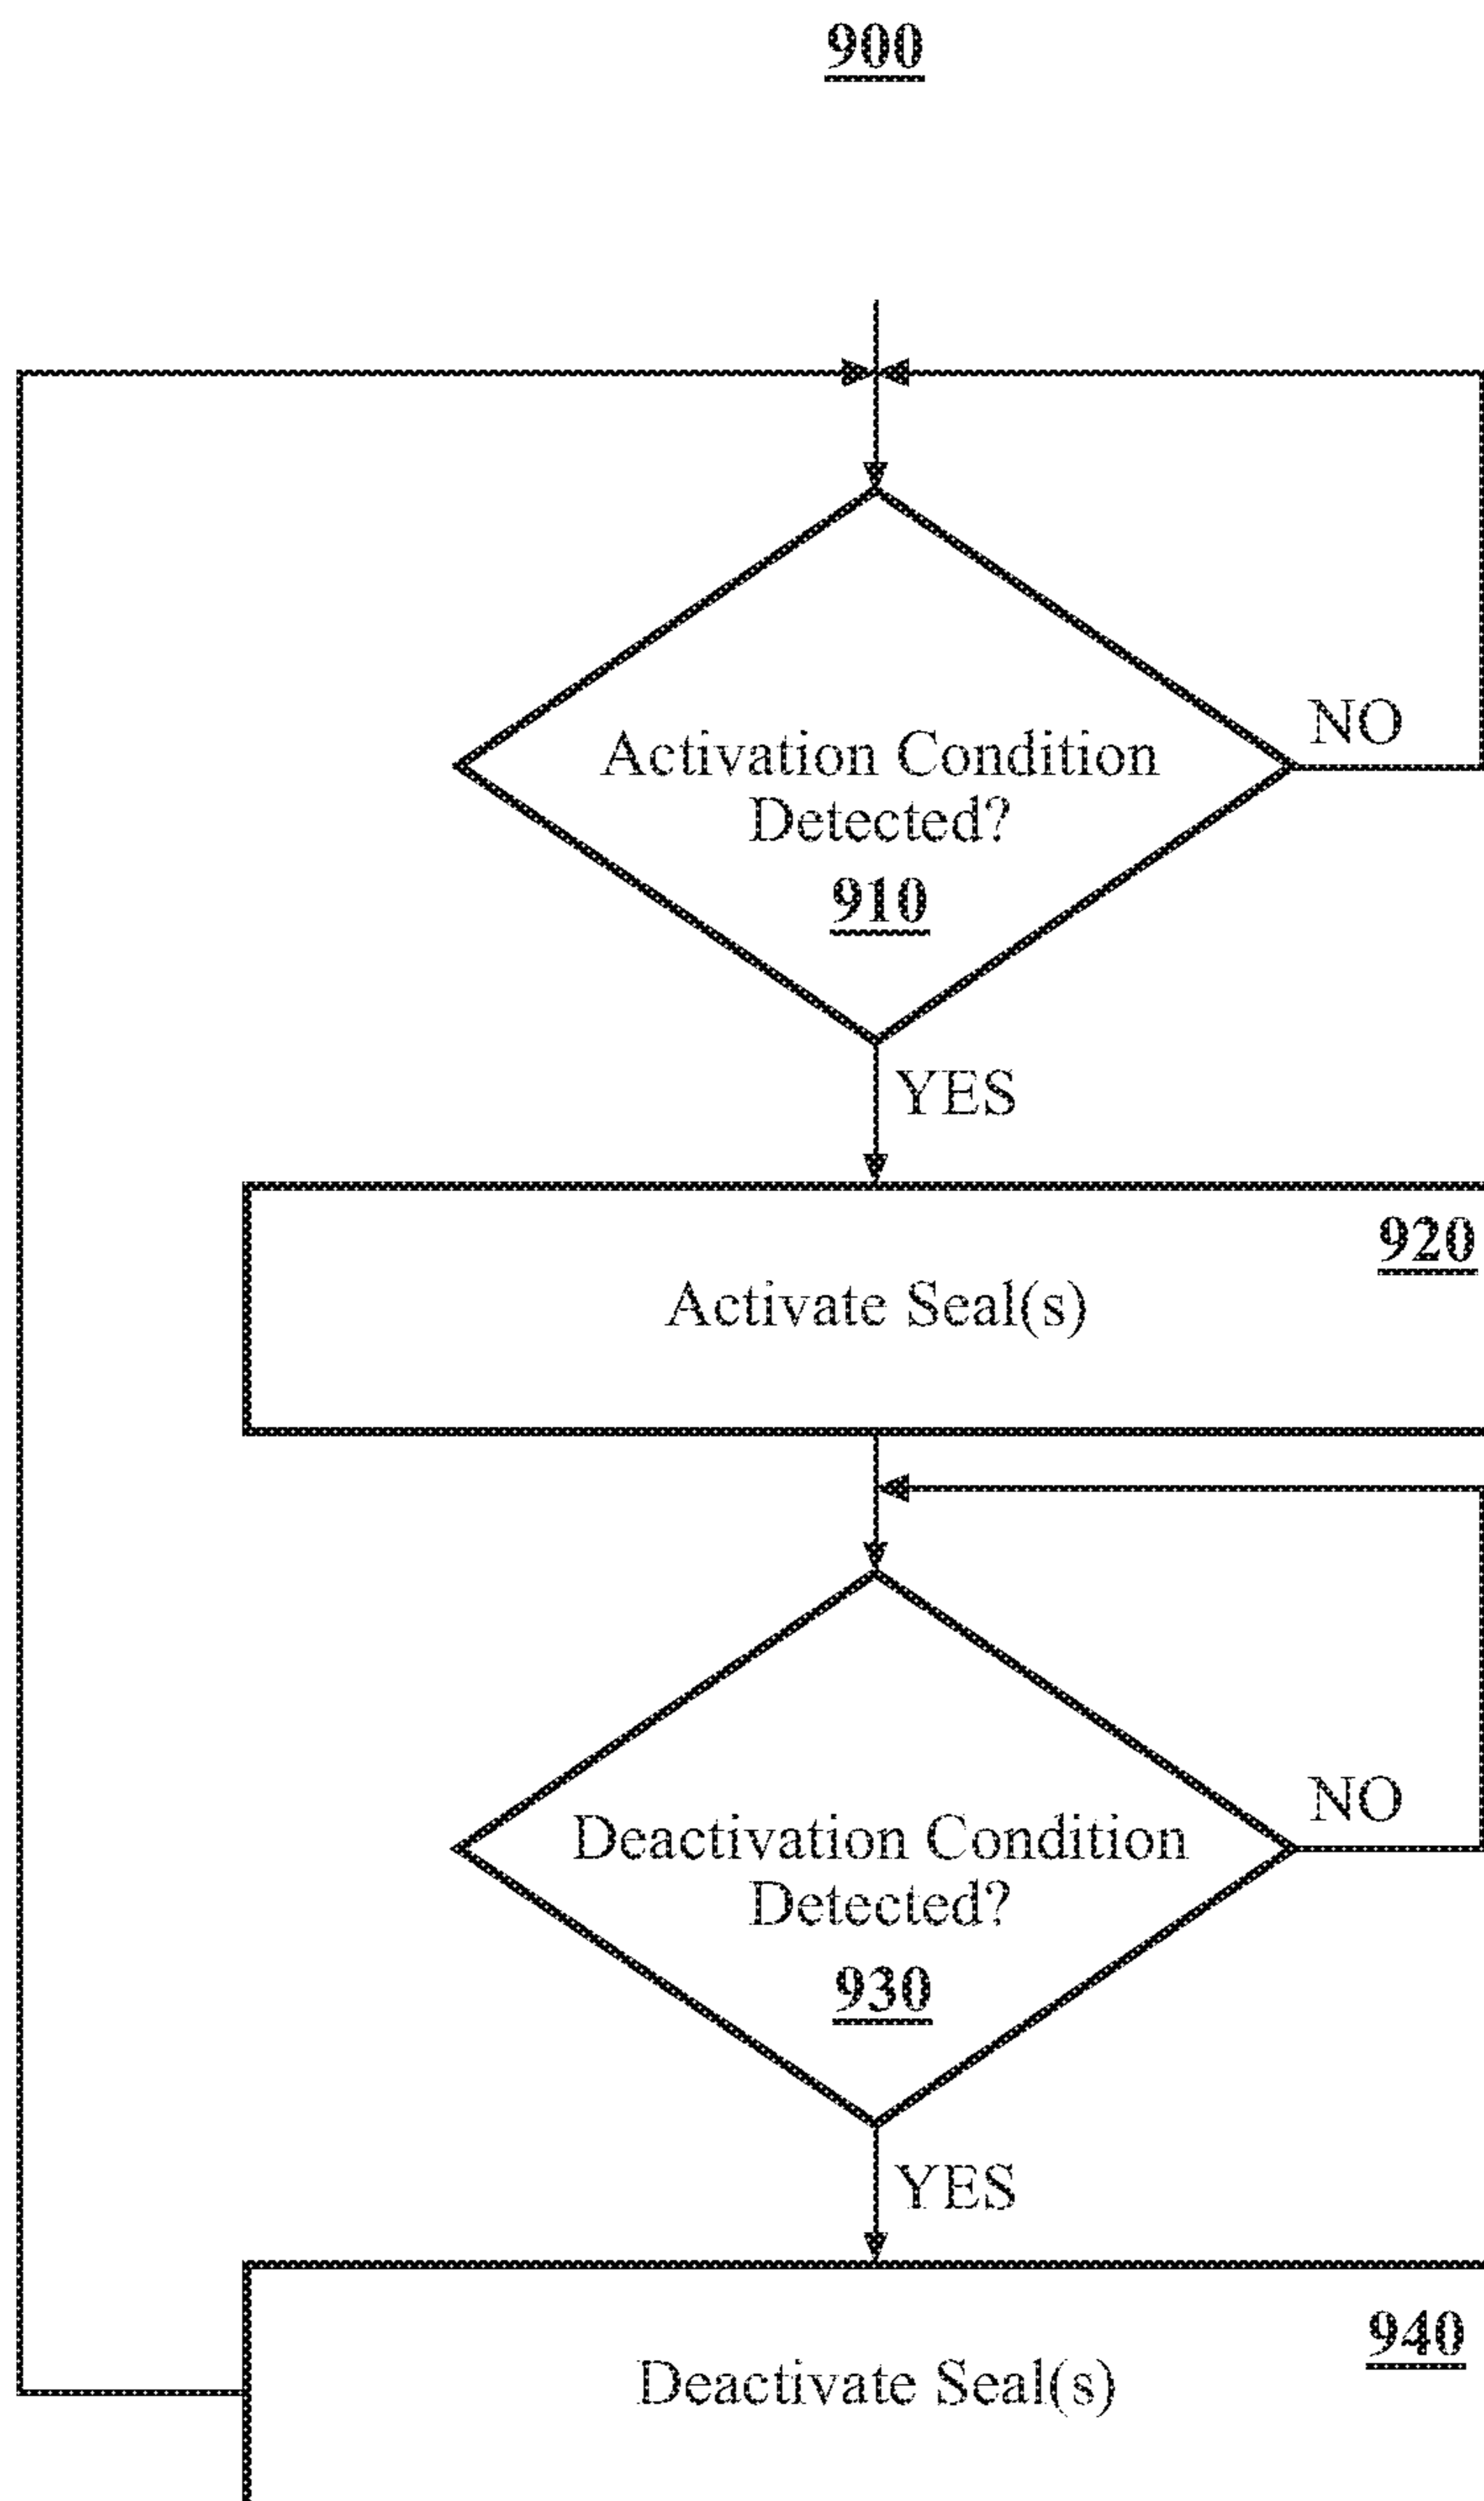 900
Activation Condition
Detected?
910
NO
YES
920
Activate Seal(s)
Deactivation Condition
Detected?
930
NO
YES
940
Deactivate Seal(s)